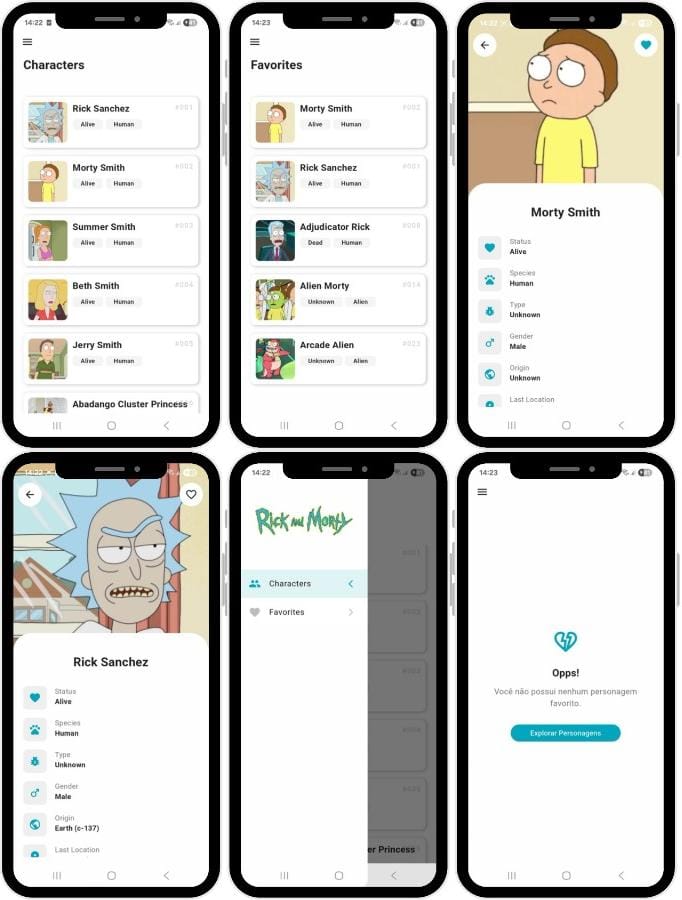 14:22
Characters
Rick Sanchez
#001
Alive
Human
Morty Smith
#002
Alive
Human
Summer Smith
#003
Alive
Human
Beth Smith
#004
Alive
Human
Jerry Smith
#005
Alive
Human
Abadango Cluster Princess
14:23
Favorites
Morty Smith
#002
Alive
Human
Rick Sanchez
#001
Alive
Human
Adjudicator Rick
#008
Dead
Human
Alien Morty
#014
Unknown
Alien
Arcade Alien
#023
Unknown
Alien
14:22
Morty Smith
Status
Alive
Species
Human
Type
Unknown
Gender
Male
Origin
Unknown
Last Location
Rick Sanchez
Status
Alive
Species
Human
Type
Unknown
Gender
Male
Origin
Earth (c-137)
Last Location
14:22
Rick and Morty
Characters
Favorites
#001
#002
#003
#004
#005
er Princess
14:23
Opps!
Você não possui nenhum personagem
favorito.
Explorar Personagens